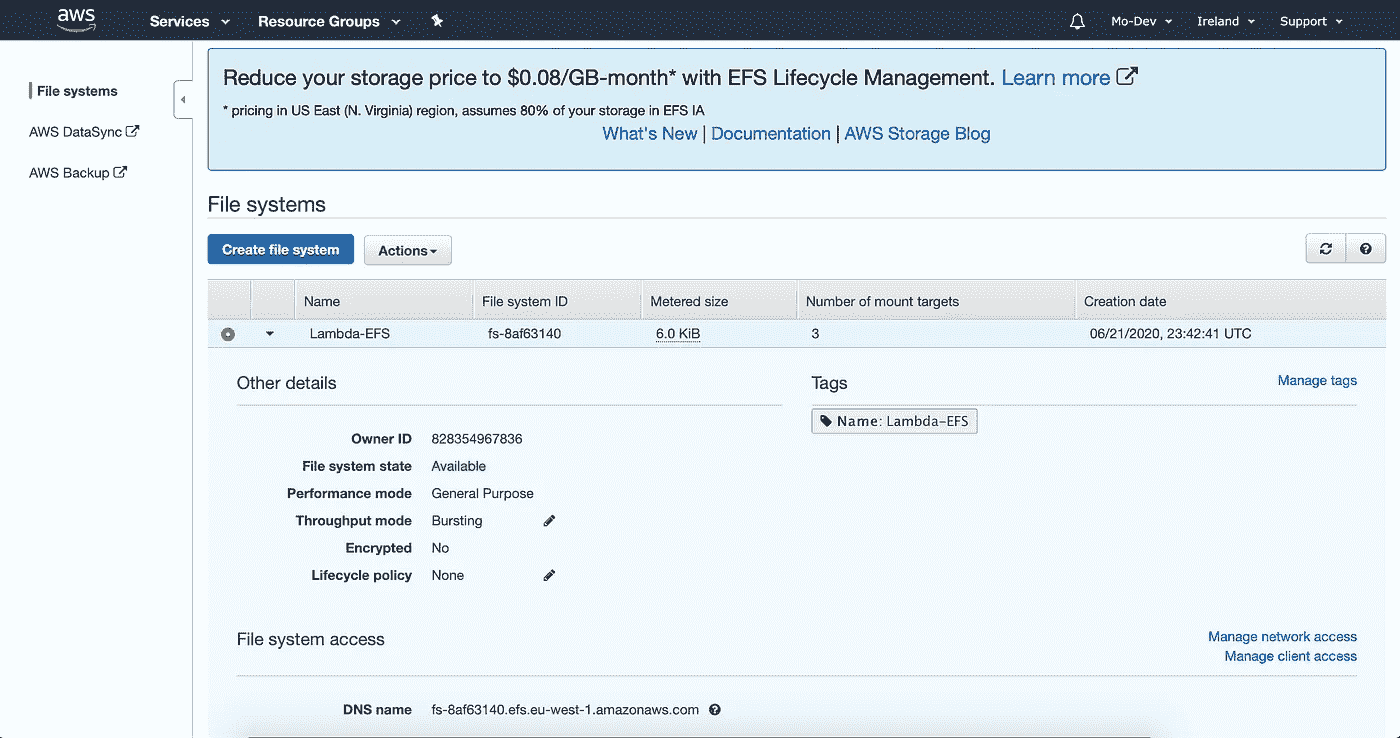 aws Services Resource Groups Mo-Dev Ireland Support
File systems
AWS DataSync
AWS Backup
Reduce your storage price to $0.08/GB-month* with EFS Lifecycle Management. Learn more
* pricing in US East (N. Virginia) region, assumes 80% of your storage in EFS IA
What's New | Documentation | AWS Storage Blog
File systems
Create file system Actions
Name File system ID Metered size Number of mount targets Creation date
Lambda-EFS fs-8af63140 6.0 KiB 3 06/21/2020, 23:42:41 UTC
Other details
Owner ID 828354967836
File system state Available
Performance mode General Purpose
Throughput mode Bursting
Encrypted No
Lifecycle policy None
Tags Manage tags
Name: Lambda-EFS
File system access Manage network access
Manage client access
DNS name fs-8af63140.efs.eu-west-1.amazonaws.com